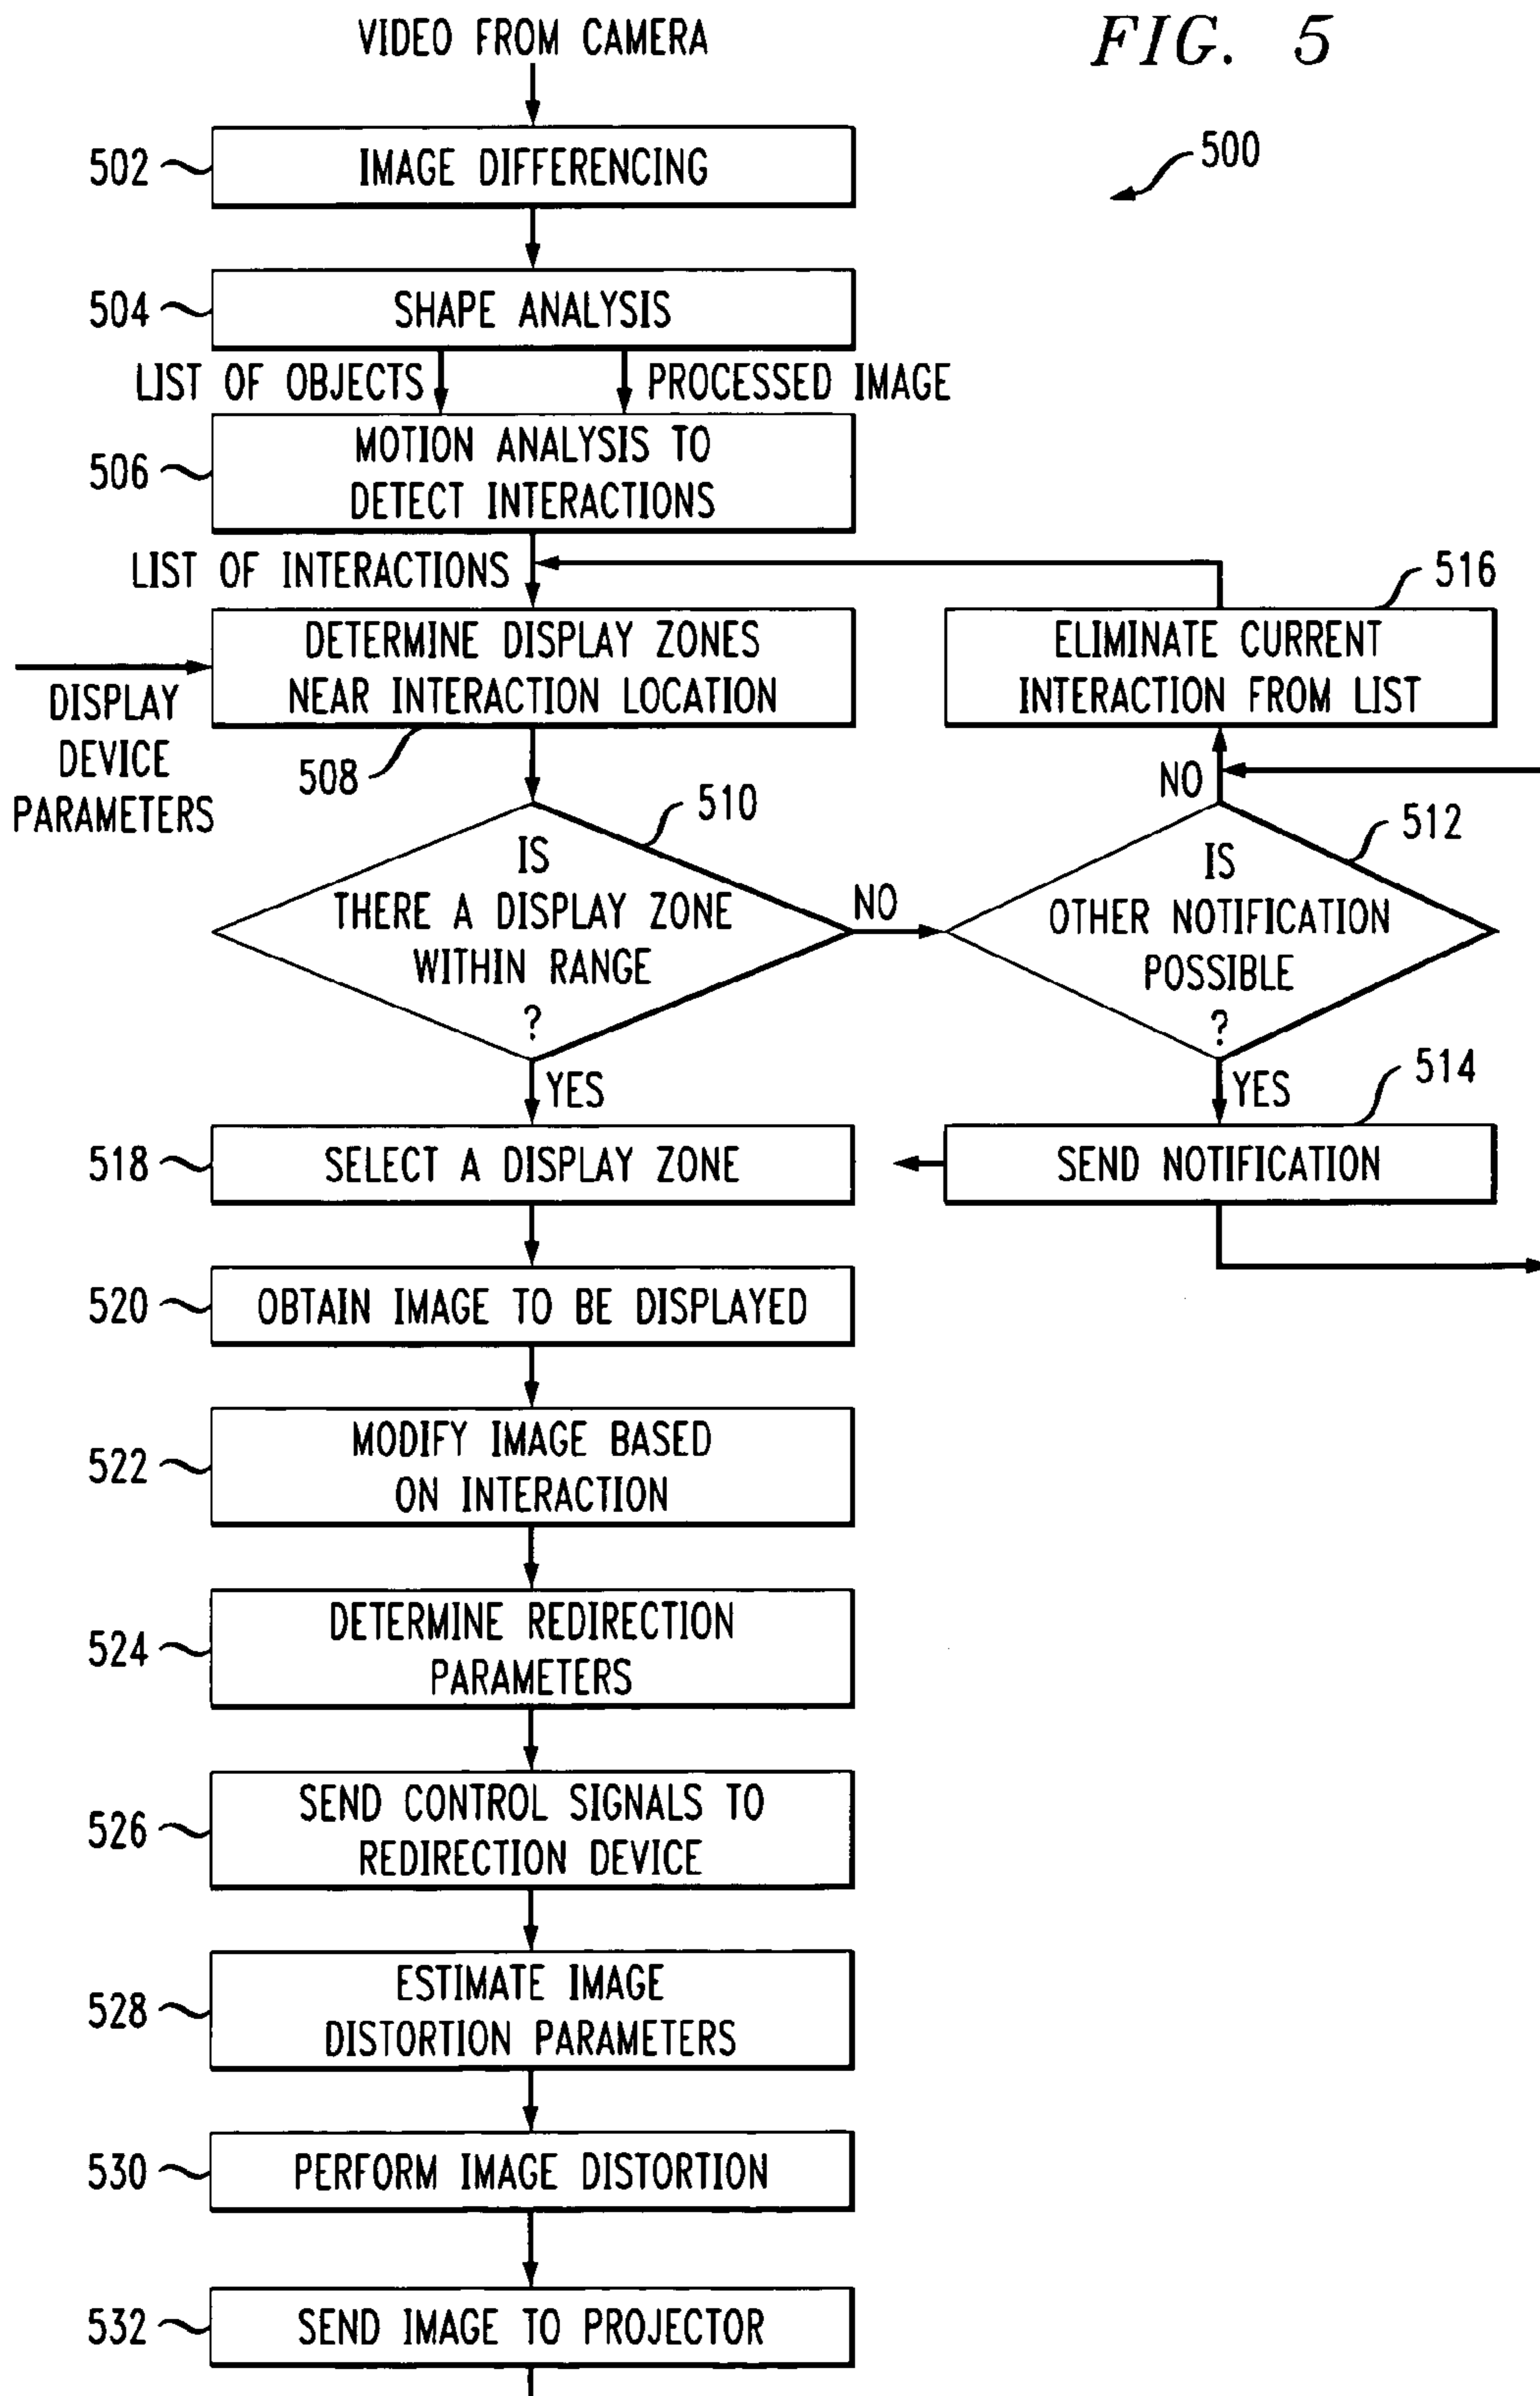 VIDEO FROM CAMERA
FIG. 5
500
502
IMAGE DIFFERENCING
504
SHAPE ANALYSIS
LIST OF OBJECTS
PROCESSED IMAGE
506
MOTION ANALYSIS TO
DETECT INTERACTIONS
LIST OF INTERACTIONS
516
DETERMINE DISPLAY ZONES
NEAR INTERACTION LOCATION
ELIMINATE CURRENT
INTERACTION FROM LIST
DISPLAY
DEVICE
PARAMETERS
508
NO
510
IS
THERE A DISPLAY ZONE
WITHIN RANGE
?
NO
512
IS
OTHER NOTIFICATION
POSSIBLE
?
YES
YES
514
518
SELECT A DISPLAY ZONE
SEND NOTIFICATION
520
OBTAIN IMAGE TO BE DISPLAYED
522
MODIFY IMAGE BASED
ON INTERACTION
524
DETERMINE REDIRECTION
PARAMETERS
526
SEND CONTROL SIGNALS TO
REDIRECTION DEVICE
528
ESTIMATE IMAGE
DISTORTION PARAMETERS
530
PERFORM IMAGE DISTORTION
532
SEND IMAGE TO PROJECTOR